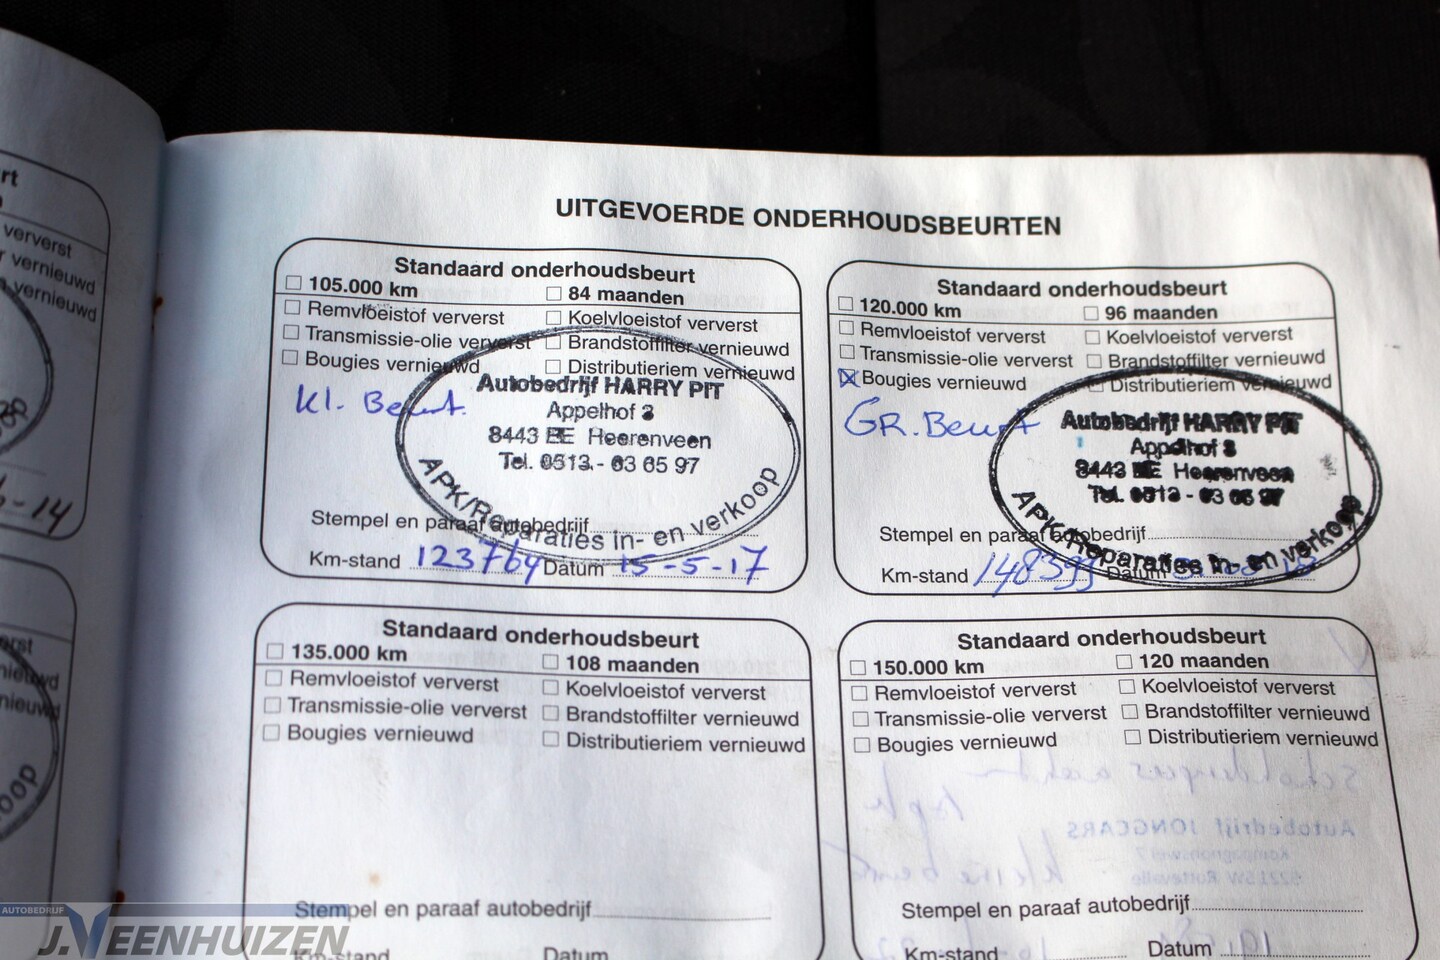 UITGEVOERDE ONDERHOUDSBEURTEN
Standaard onderhoudsbeurt
105.000 km 84 maanden
Remvloeistof ververst Koelvloeistof ververst
Transmissie-olie ververst Brandstoffilter vernieuwd
Bougies vernieuwd Distributieriem vernieuwd
Kl. Beurt.
Autobedrijf HARRY PIT
Appelhof 3
8443 EE Heerenveen
Tel. 0513 - 63 65 97
APK/Reparaties in- en verkoop
Stempel en paraaf autobedrijf
Km-stand 123764 Datum 15-5-17
Standaard onderhoudsbeurt
120.000 km 96 maanden
Remvloeistof ververst Koelvloeistof ververst
Transmissie-olie ververst Brandstoffilter vernieuwd
Bougies vernieuwd Distributieriem vernieuwd
GR. Beurt
Autobedrijf HARRY PIT
Appelhof 3
8443 EE Heerenveen
Tel. 0513 - 63 65 97
APK/Reparaties in- en verkoop
Stempel en paraaf autobedrijf
Km-stand 148399 Datum
Standaard onderhoudsbeurt
135.000 km 108 maanden
Remvloeistof ververst Koelvloeistof ververst
Transmissie-olie ververst Brandstoffilter vernieuwd
Bougies vernieuwd Distributieriem vernieuwd
Stempel en paraaf autobedrijf
Km-stand Datum
Standaard onderhoudsbeurt
150.000 km 120 maanden
Remvloeistof ververst Koelvloeistof ververst
Transmissie-olie ververst Brandstoffilter vernieuwd
Bougies vernieuwd Distributieriem vernieuwd
Stempel en paraaf autobedrijf
Km-stand Datum
ververst
vernieuwd
vernieuwd
-14
AUTOBEDRIJF
J.VEENHUIZEN